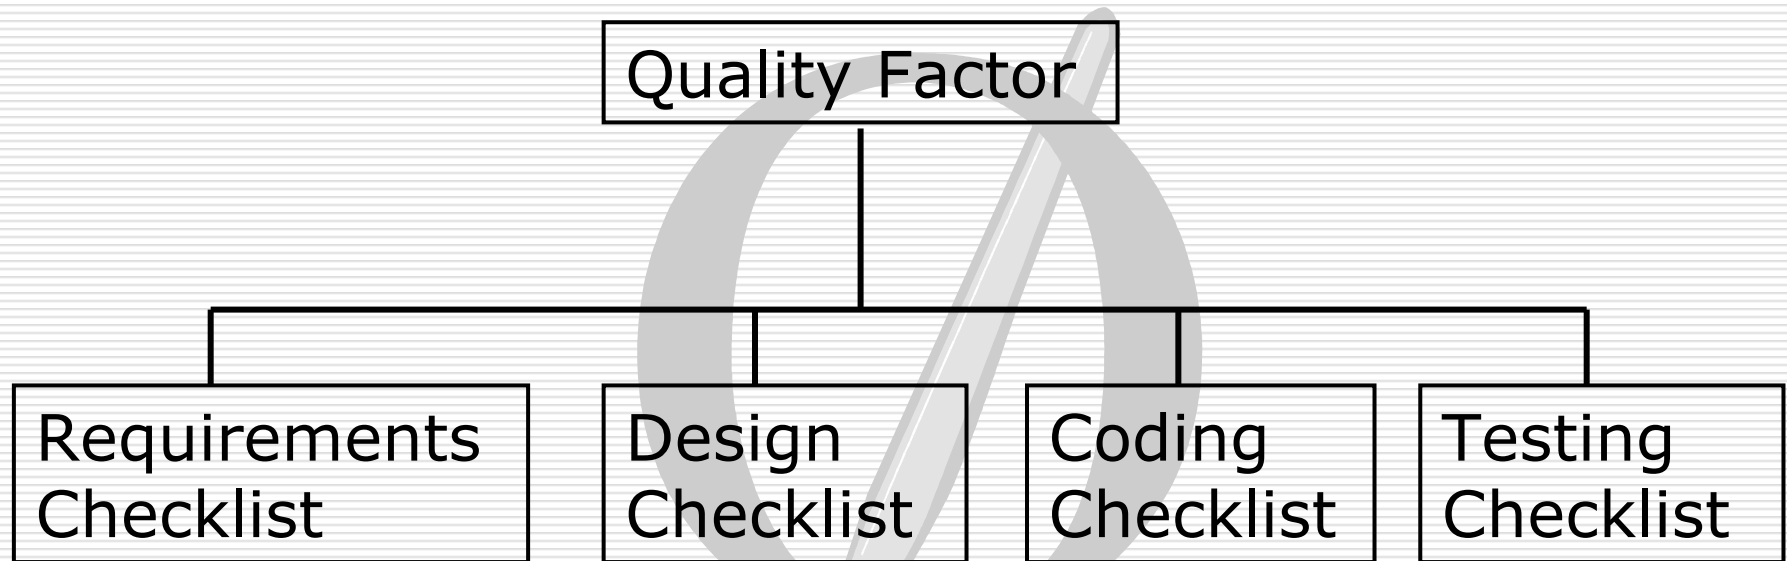 Quality Factor
Requirements
Checklist
Design
Checklist
Coding
Checklist
Testing
Checklist